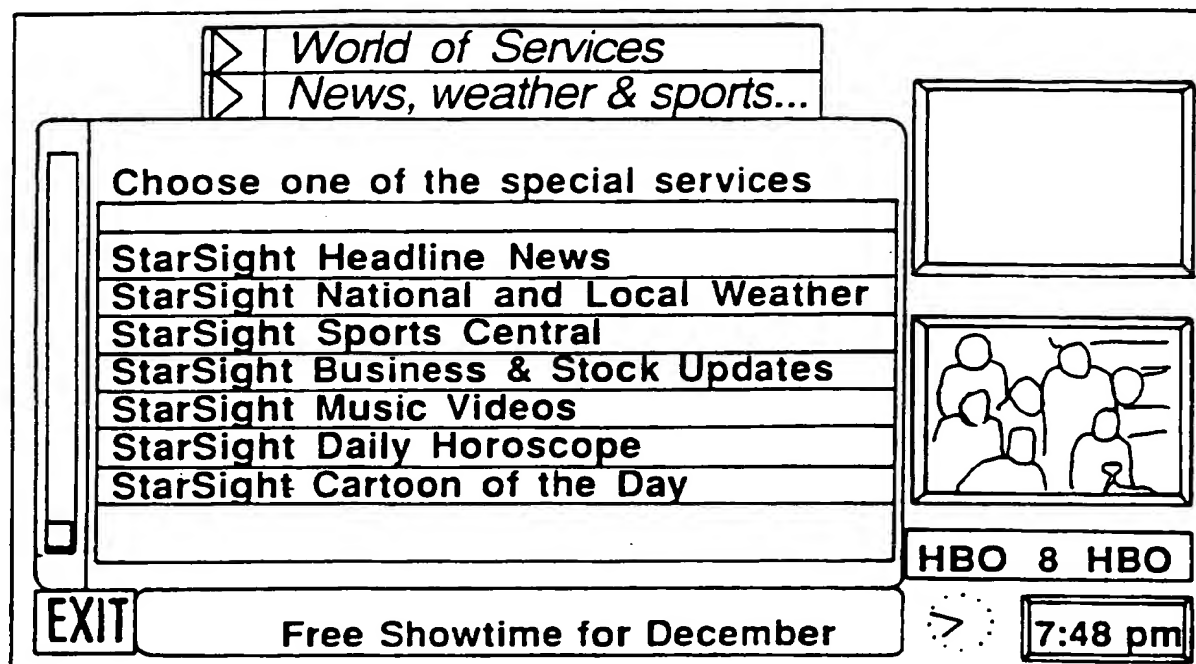 World of Services
News, weather & sports...
Choose one of the special services
StarSight Headline News
StarSight National and Local Weather
StarSight Sports Central
StarSight Business & Stock Updates
StarSight Music Videos
StarSight Daily Horoscope
StarSight Cartoon of the Day
HBO 8 HBO
EXIT
Free Showtime for December
7:48 pm